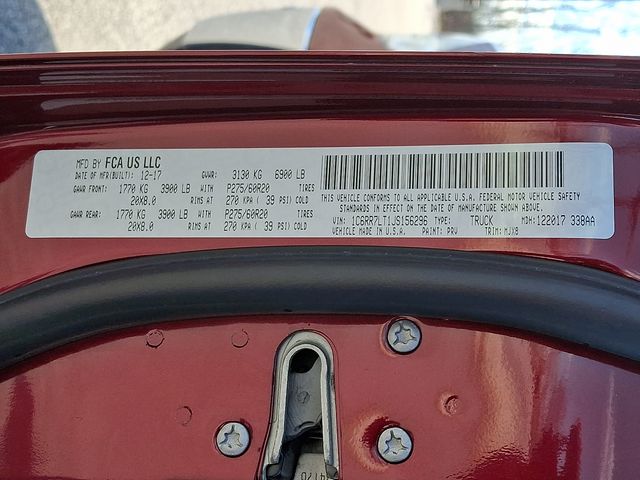 MFD BY FCA US LLC
DATE OF MFR(BUILT): 12-17 GVWR: 3130 KG 6900 LB
GAWR FRONT: 1770 KG 3900 LB WITH P275/60R20 TIRES
20X8.0 RIMS AT 270 KPA ( 39 PSI) COLD
GAWR REAR: 1770 KG 3900 LB WITH P275/60R20 TIRES
20X8.0 RIMS AT 270 KPA ( 39 PSI) COLD
THIS VEHICLE CONFORMS TO ALL APPLICABLE U.S.A. FEDERAL MOTOR VEHICLE SAFETY
STANDARDS IN EFFECT ON THE DATE OF MANUFACTURE SHOWN ABOVE.
VIN: 1C6RR7LT1JS156296 TYPE: TRUCK MDH: 122017 338AA
VEHICLE MADE IN U.S.A. PAINT: PRV TRIM: MJX8